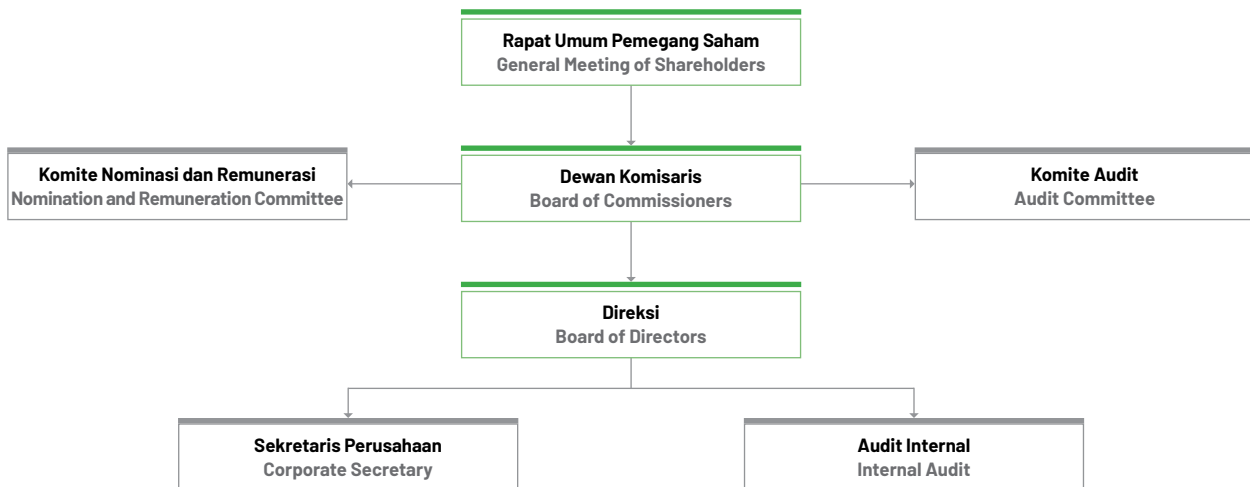 Rapat Umum Pemegang Saham
General Meeting of Shareholders
Komite Nominasi dan Remunerasi
Nomination and Remuneration Committee
Dewan Komisaris
Board of Commissioners
Komite Audit
Audit Committee
Direksi
Board of Directors
Sekretaris Perusahaan
Corporate Secretary
Audit Internal
Internal Audit